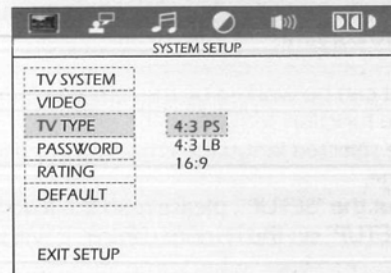 SYSTEM SETUP
TV SYSTEM
VIDEO
TV TYPE
4:3 PS
PASSWORD
4:3 LB
RATING
16:9
DEFAULT
EXIT SETUP